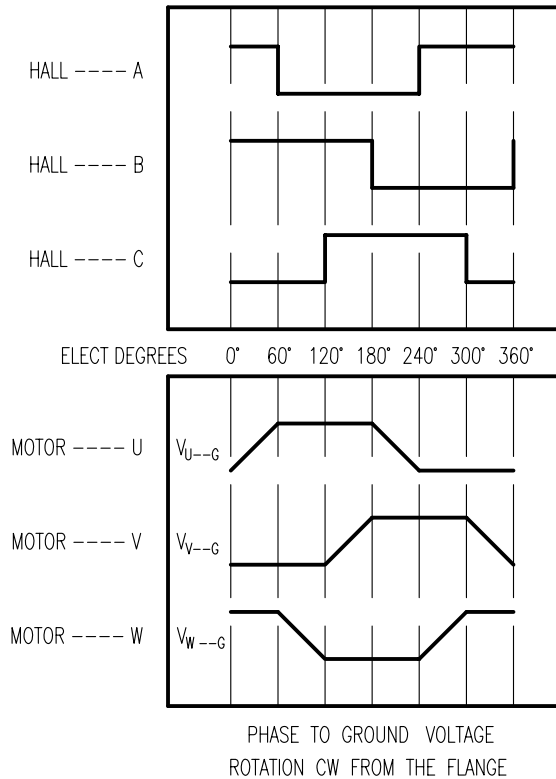 HALL ---- A
HALL ---- B
HALL ---- C
ELECT DEGREES 0° 60° 120° 180° 240° 300° 360°
MOTOR ---- U VU--G
MOTOR ---- V VV--G
MOTOR ---- W VW--G
PHASE TO GROUND VOLTAGE
ROTATION CW FROM THE FLANGE